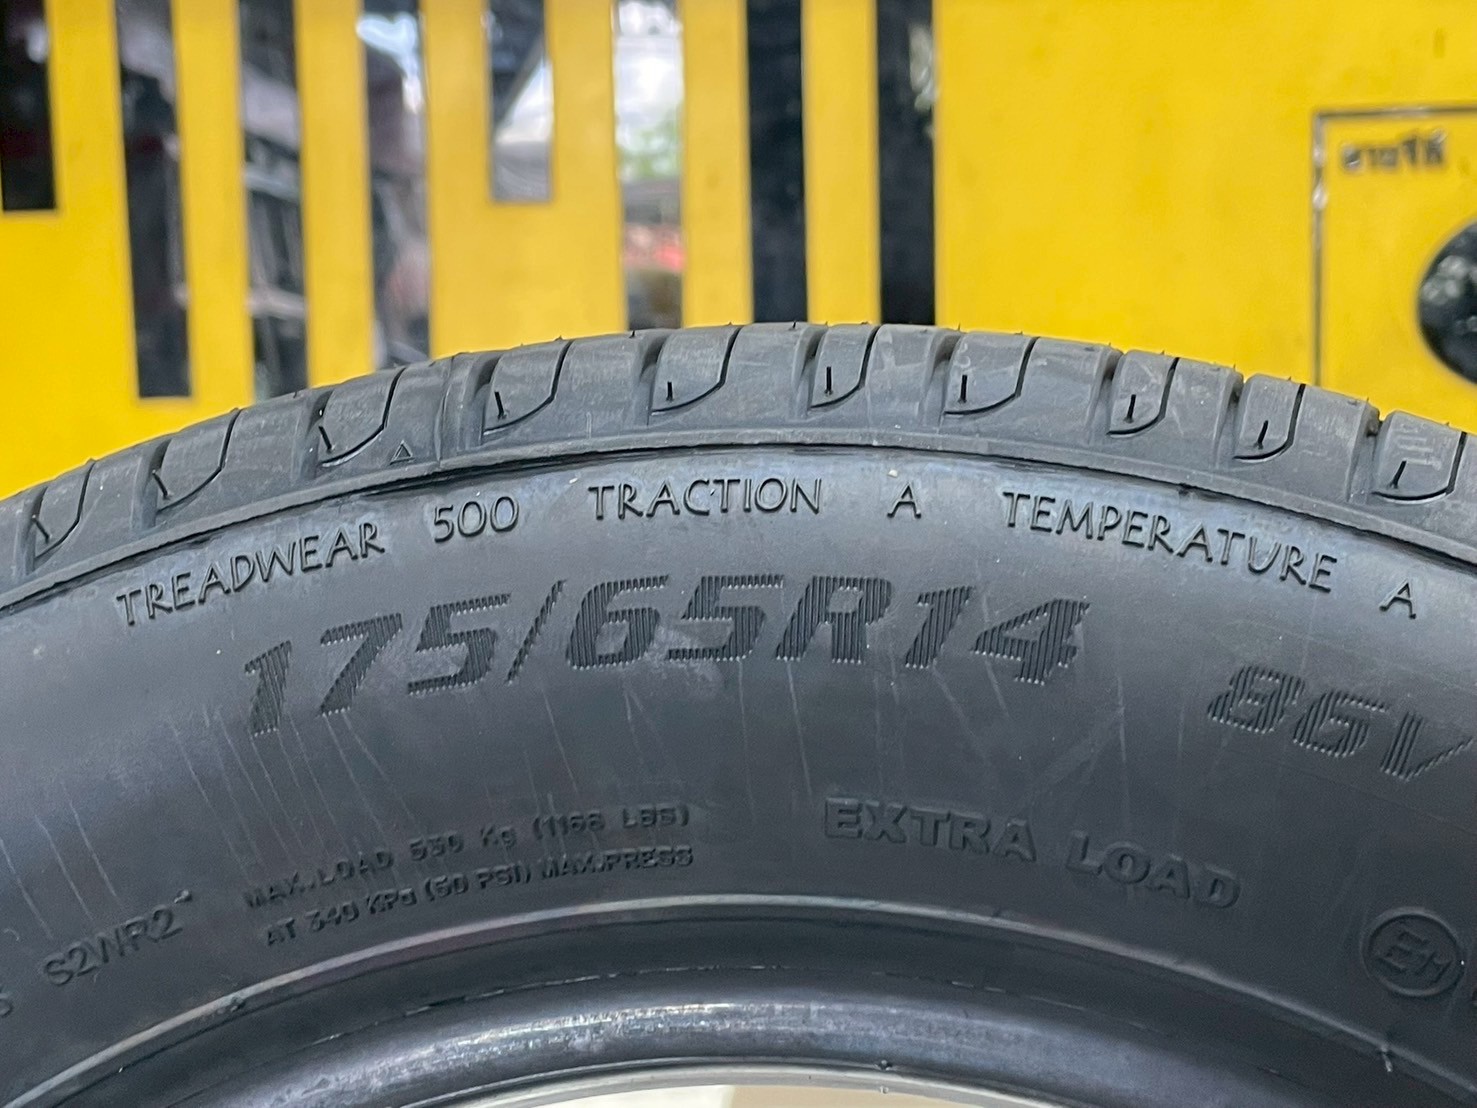 TREADWEAR 500 TRACTION A TEMPERATURE A
175/65R14 86V
MAX.LOAD 530 Kg (1168 LBS)
AT 340 KPa (50 PSI) MAX.PRESS
EXTRA LOAD
S2WR2
E11